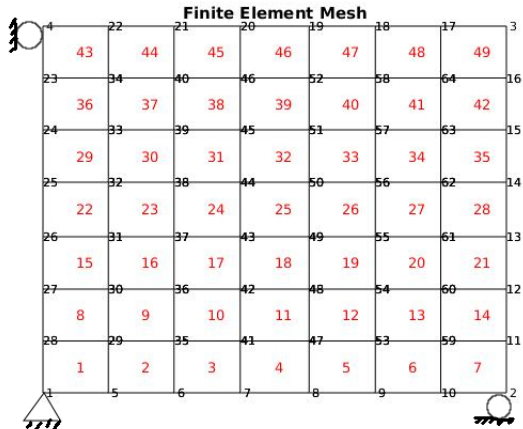 Finite Element Mesh
4 22 21 20 19 18 17 3
43 44 45 46 47 48 49
23 34 40 46 52 58 64 16
36 37 38 39 40 41 42
24 33 39 45 51 57 63 15
29 30 31 32 33 34 35
25 32 38 44 50 56 62 14
22 23 24 25 26 27 28
26 31 37 43 49 55 61 13
15 16 17 18 19 20 21
27 30 36 42 48 54 60 12
8 9 10 11 12 13 14
28 29 35 41 47 53 59 11
1 2 3 4 5 6 7
1 5 6 7 8 9 10 2